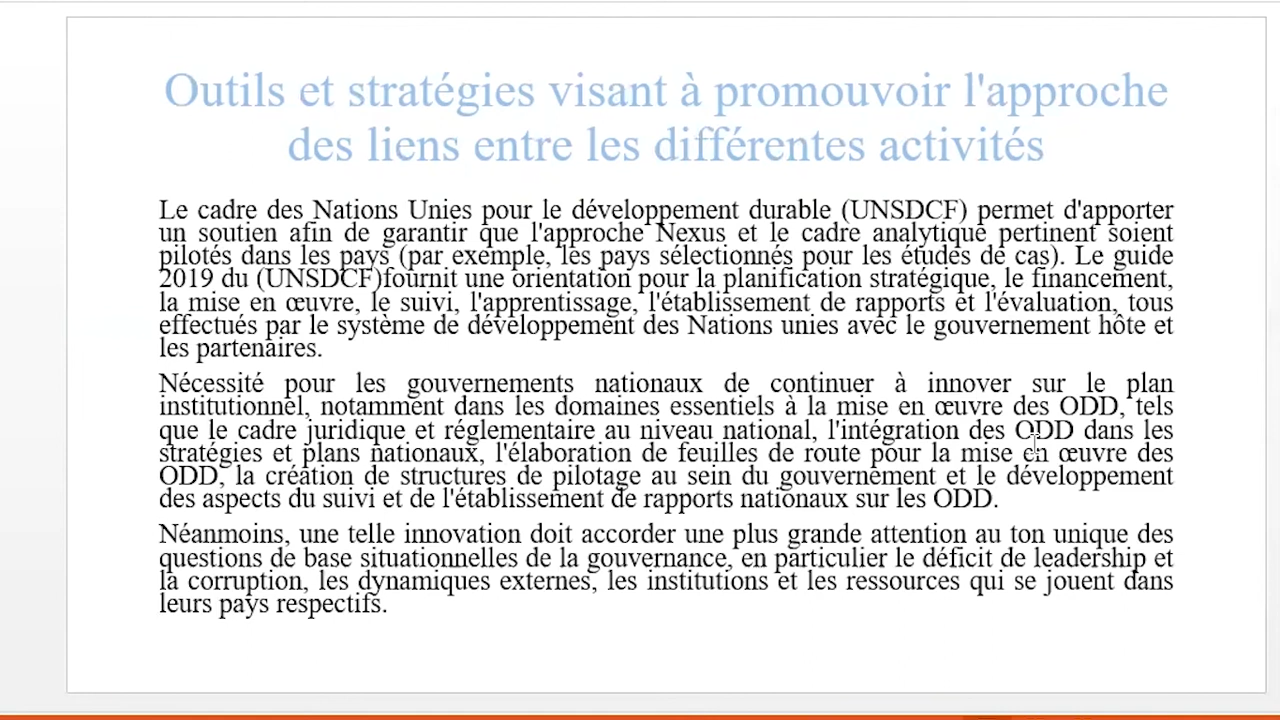 Outils et stratégies visant à promouvoir l'approche
des liens entre les différentes activités
Le cadre des Nations Unies pour le développement durable (UNSDCF) permet d'apporter
un soutien afin de garantir que l'approche Nexus et le cadre analytique pertinent soient
pilotés dans les pays (par exemple, les pays sélectionnés pour les études de cas). Le guide
2019 du (UNSDCF)fournit une orientation pour la planification stratégique, le financement,
la mise en œuvre, le suivi, l'apprentissage, l'établissement de rapports et l'évaluation, tous
effectués par le système de développement des Nations unies avec le gouvernement hôte et
les partenaires.
Nécessité pour les gouvernements nationaux de continuer à innover sur le plan
institutionnel, notamment dans les domaines essentiels à la mise en œuvre des ODD, tels
que le cadre juridique et réglementaire au niveau national, l'intégration des ODD dans les
stratégies et plans nationaux, l'élaboration de feuilles de route pour la mise en œuvre des
ODD, la création de structures de pilotage au sein du gouvernement et le développement
des aspects du suivi et de l'établissement de rapports nationaux sur les ODD.
Néanmoins, une telle innovation doit accorder une plus grande attention au ton unique des
questions de base situationnelles de la gouvernance, en particulier le déficit de leadership et
la corruption, les dynamiques externes, les institutions et les ressources qui se jouent dans
leurs pays respectifs.